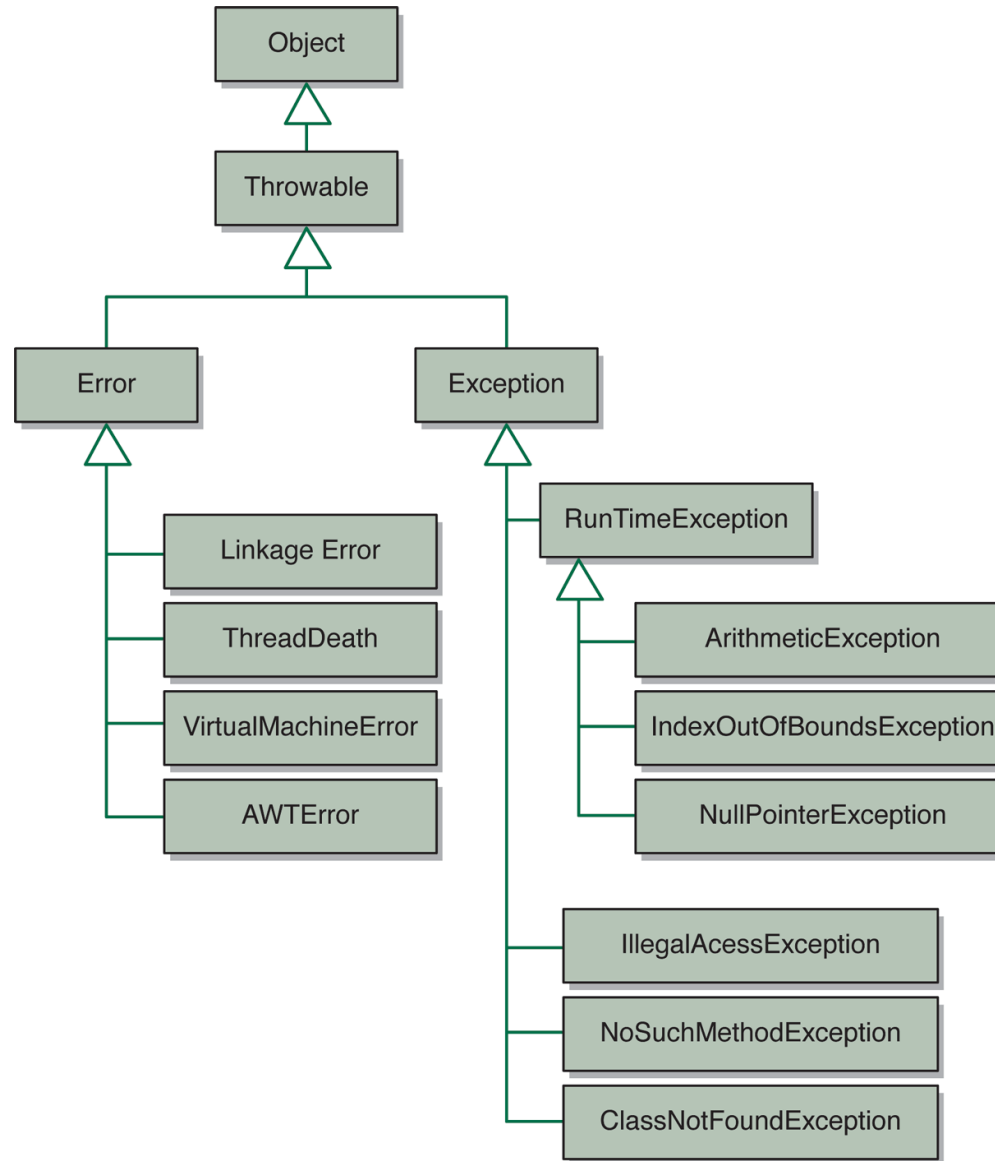 Object
Throwable
Error
Exception
Linkage Error
ThreadDeath
VirtualMachineError
AWTError
RunTimeException
ArithmeticException
IndexOutOfBoundsException
NullPointerException
IllegalAcessException
NoSuchMethodException
ClassNotFoundException